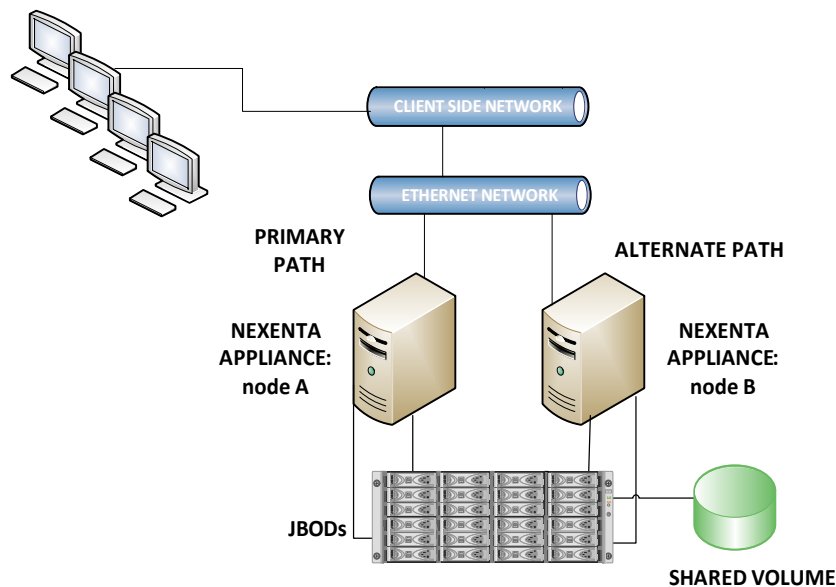 CLIENT SIDE NETWORK
ETHERNET NETWORK
PRIMARY
PATH
ALTERNATE PATH
NEXENTA
APPLIANCE:
node A
NEXENTA
APPLIANCE:
node B
JBODs
SHARED VOLUME